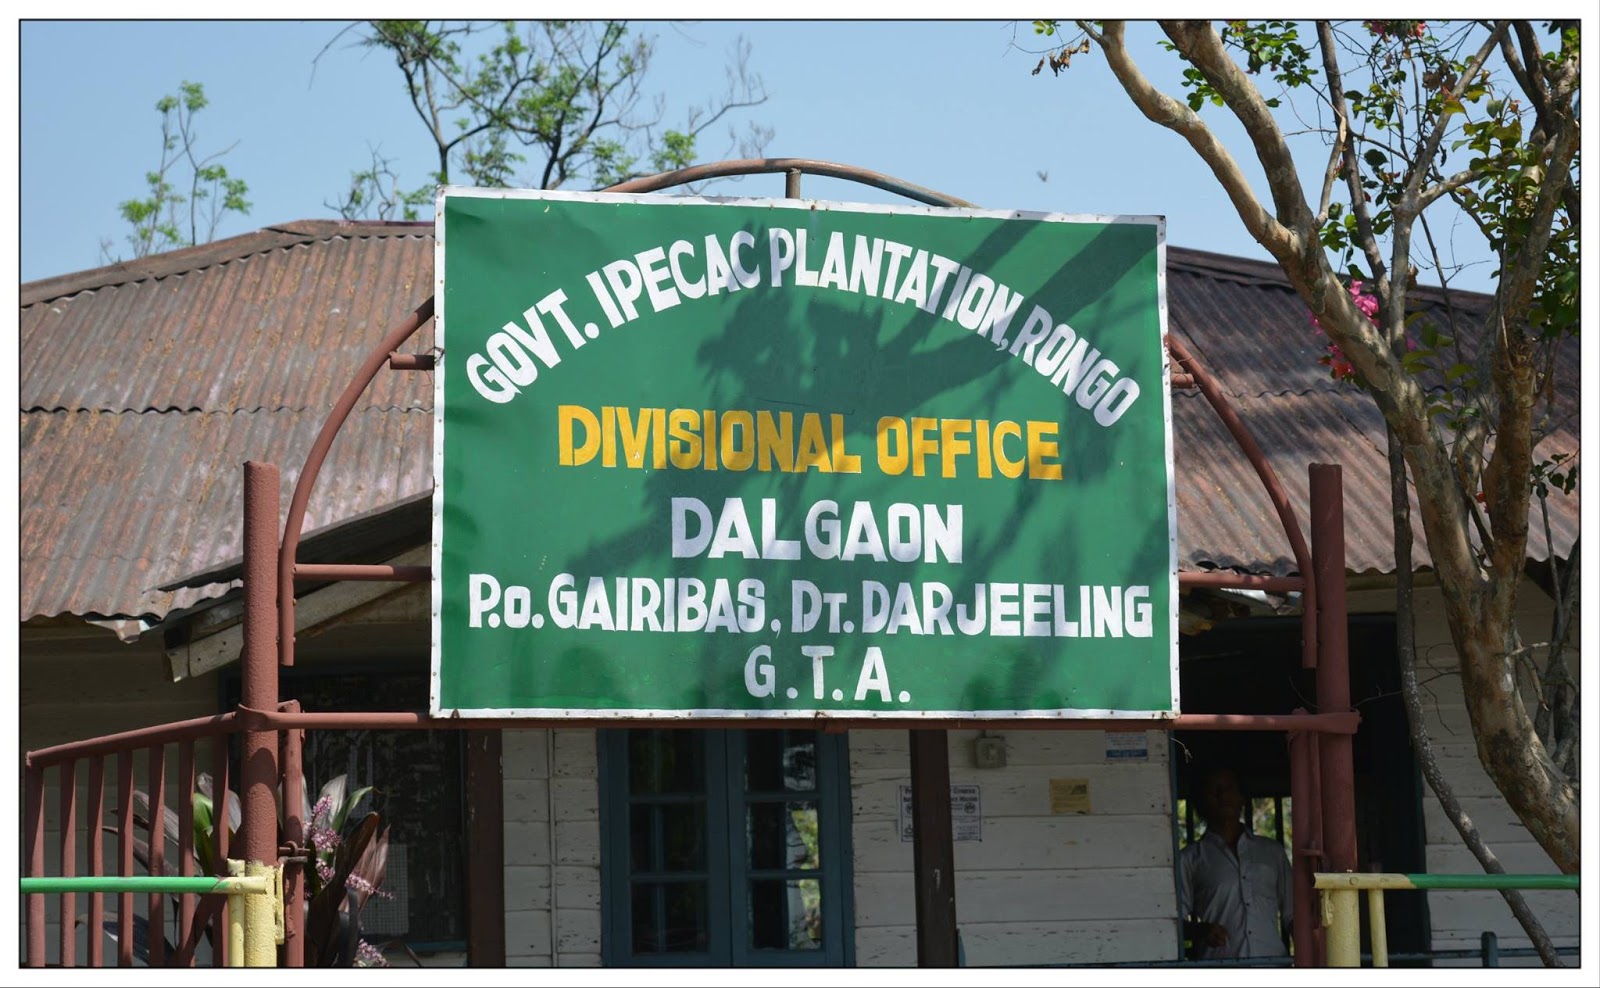 GOVT. IPECAC PLANTATION, RONGO
DIVISIONAL OFFICE
DALGAON
P.O. GAIRIBAS, DT. DARJEELING
G.T.A.